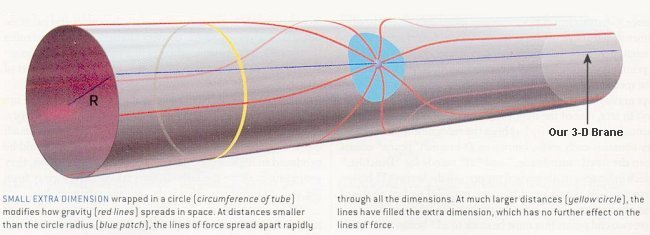 R
Our 3-D Brane
SMALL EXTRA DIMENSION wrapped in a circle (circumference of tube)
modifies how gravity (red lines) spreads in space. At distances smaller
than the circle radius (blue patch), the lines of force spread apart rapidly
through all the dimensions. At much larger distances (yellow circle), the
lines have filled the extra dimension, which has no further effect on the
lines of force.